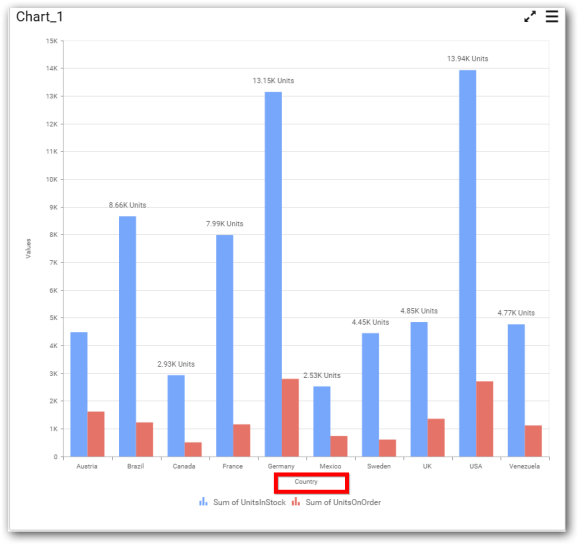 Chart_1
15K
14K
13.94K Units
13.15K Units
13K
12K
11K
10K
9K
8.66K Units
8K
7.99K Units
7K
Values
6K
5K
4.85K Units
4.77K Units
4.45K Units
4K
3K
2.93K Units
2.53K Units
2K
1K
0
Austria Brazil Canada France Germany Mexico Sweden UK USA Venezuela
Country
Sum of UnitsInStock Sum of UnitsOnOrder